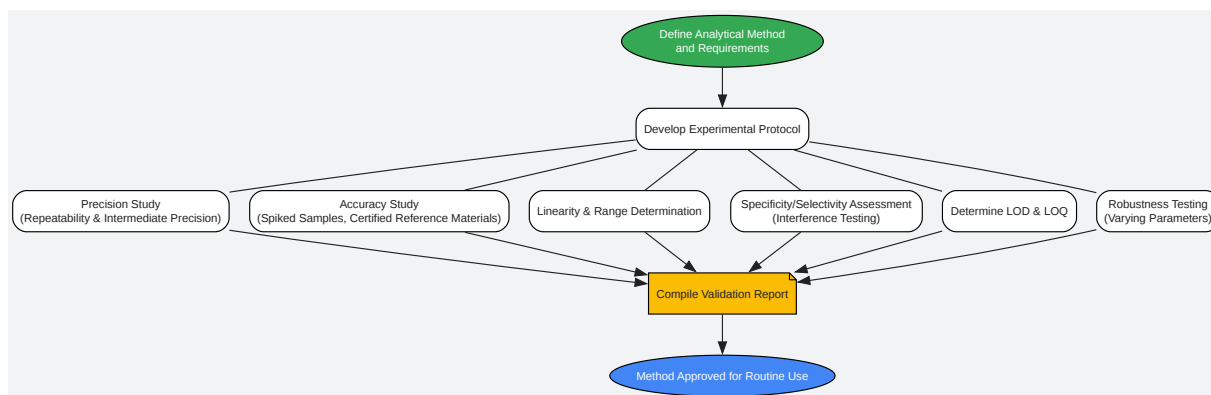 Define Analytical Method
and Requirements
Develop Experimental Protocol
Precision Study
(Repeatability & Intermediate Precision)
Accuracy Study
(Spiked Samples, Certified Reference Materials)
Linearity & Range Determination
Specificity/Selectivity Assessment
(Interference Testing)
Determine LOD & LOQ
Robustness Testing
(Varying Parameters)
Compile Validation Report
Method Approved for Routine Use